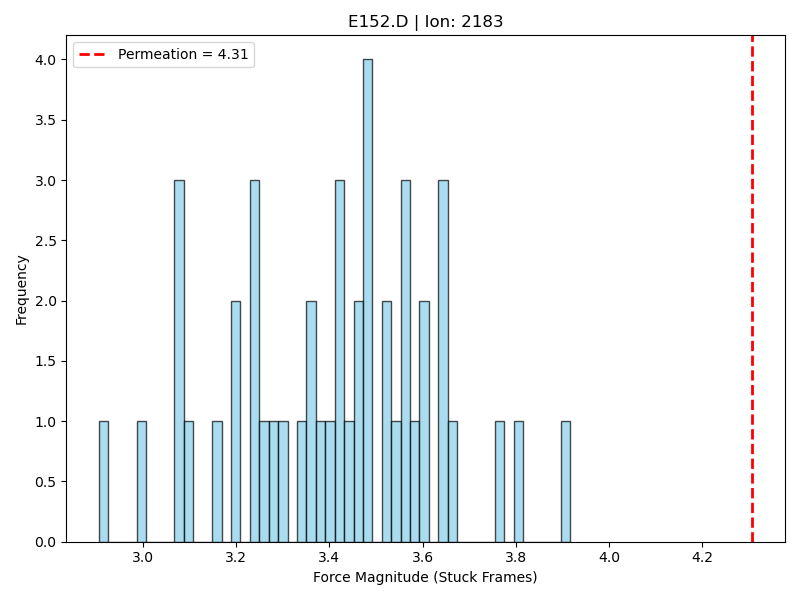 E152.D | Ion: 2183
Permeation = 4.31
Frequency
4.0
3.5
3.0
2.5
2.0
1.5
1.0
0.5
0.0
3.0 3.2 3.4 3.6 3.8 4.0 4.2
Force Magnitude (Stuck Frames)